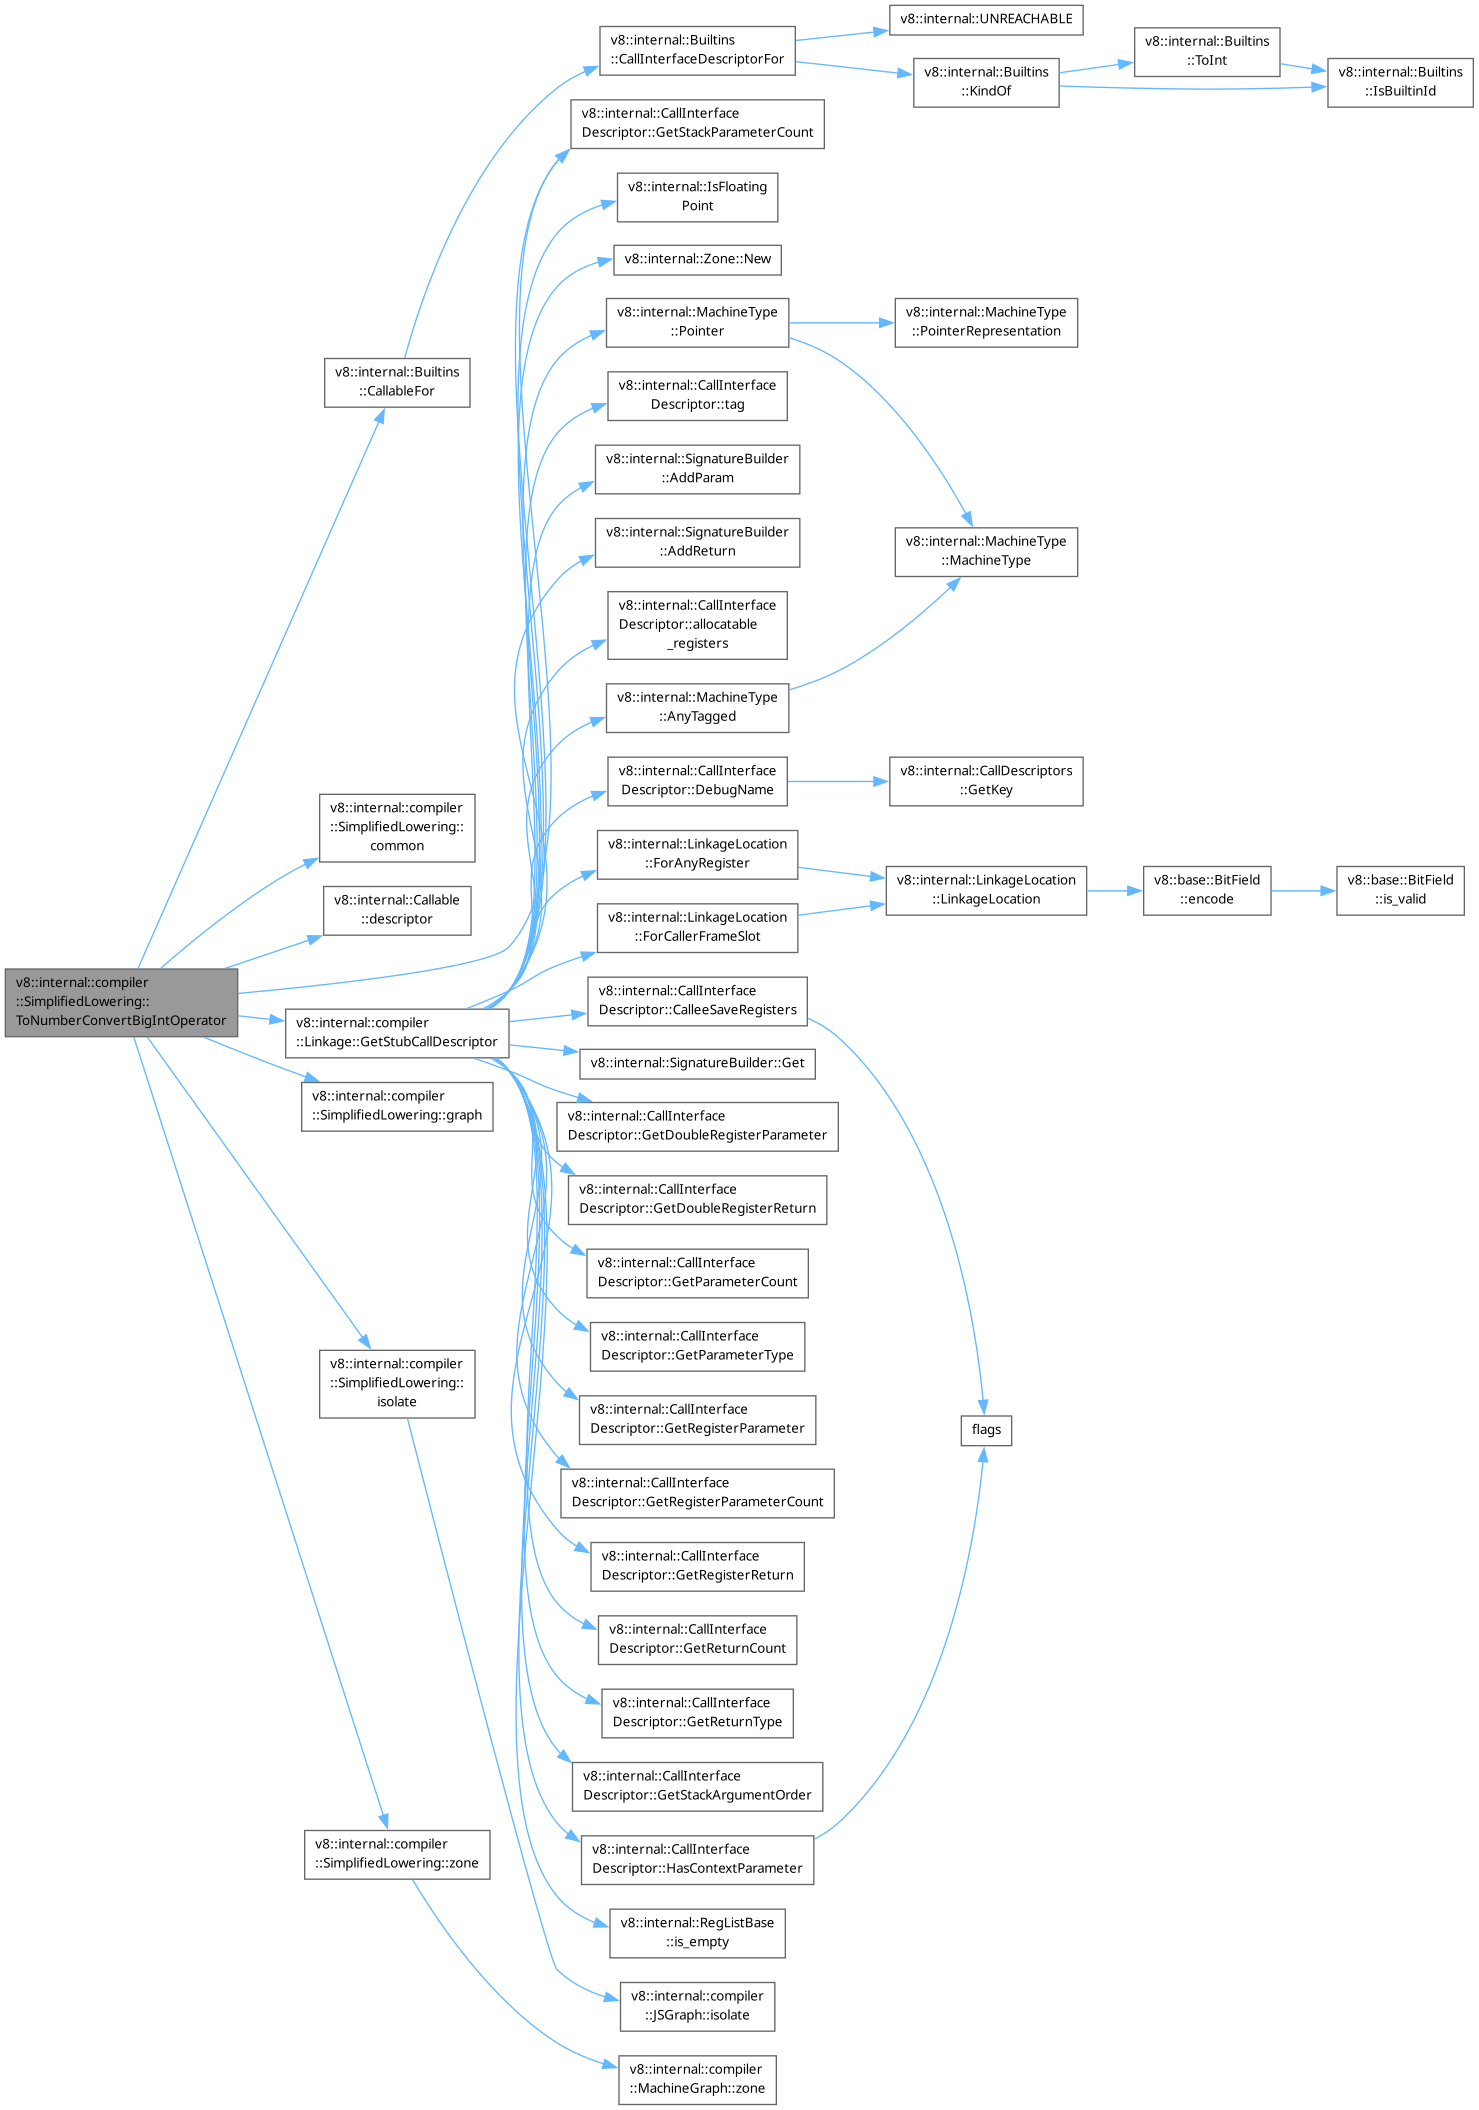 v8::internal::UNREACHABLE
v8::internal::Builtins
::CallInterfaceDescriptorFor
v8::internal::Builtins
::ToInt
v8::internal::Builtins
::KindOf
v8::internal::Builtins
::IsBuiltinId
v8::internal::CallInterface
Descriptor::GetStackParameterCount
v8::internal::IsFloating
Point
v8::internal::Zone::New
v8::internal::MachineType
::Pointer
v8::internal::MachineType
::PointerRepresentation
v8::internal::Builtins
::CallableFor
v8::internal::CallInterface
Descriptor::tag
v8::internal::SignatureBuilder
::AddParam
v8::internal::SignatureBuilder
::AddReturn
v8::internal::MachineType
::MachineType
v8::internal::CallInterface
Descriptor::allocatable
_registers
v8::internal::MachineType
::AnyTagged
v8::internal::CallInterface
Descriptor::DebugName
v8::internal::CallDescriptors
::GetKey
v8::internal::compiler
::SimplifiedLowering::
common
v8::internal::LinkageLocation
::ForAnyRegister
v8::internal::Callable
::descriptor
v8::internal::LinkageLocation
::ForCallerFrameSlot
v8::internal::LinkageLocation
::LinkageLocation
v8::base::BitField
::encode
v8::base::BitField
::is_valid
v8::internal::compiler
::SimplifiedLowering::
ToNumberConvertBigIntOperator
v8::internal::compiler
::Linkage::GetStubCallDescriptor
v8::internal::CallInterface
Descriptor::CalleeSaveRegisters
v8::internal::SignatureBuilder::Get
v8::internal::compiler
::SimplifiedLowering::graph
v8::internal::CallInterface
Descriptor::GetDoubleRegisterParameter
v8::internal::CallInterface
Descriptor::GetDoubleRegisterReturn
v8::internal::CallInterface
Descriptor::GetParameterCount
v8::internal::CallInterface
Descriptor::GetParameterType
v8::internal::compiler
::SimplifiedLowering::
isolate
v8::internal::CallInterface
Descriptor::GetRegisterParameter
flags
v8::internal::CallInterface
Descriptor::GetRegisterParameterCount
v8::internal::CallInterface
Descriptor::GetRegisterReturn
v8::internal::CallInterface
Descriptor::GetReturnCount
v8::internal::CallInterface
Descriptor::GetReturnType
v8::internal::CallInterface
Descriptor::GetStackArgumentOrder
v8::internal::compiler
::SimplifiedLowering::zone
v8::internal::CallInterface
Descriptor::HasContextParameter
v8::internal::RegListBase
::is_empty
v8::internal::compiler
::JSGraph::isolate
v8::internal::compiler
::MachineGraph::zone